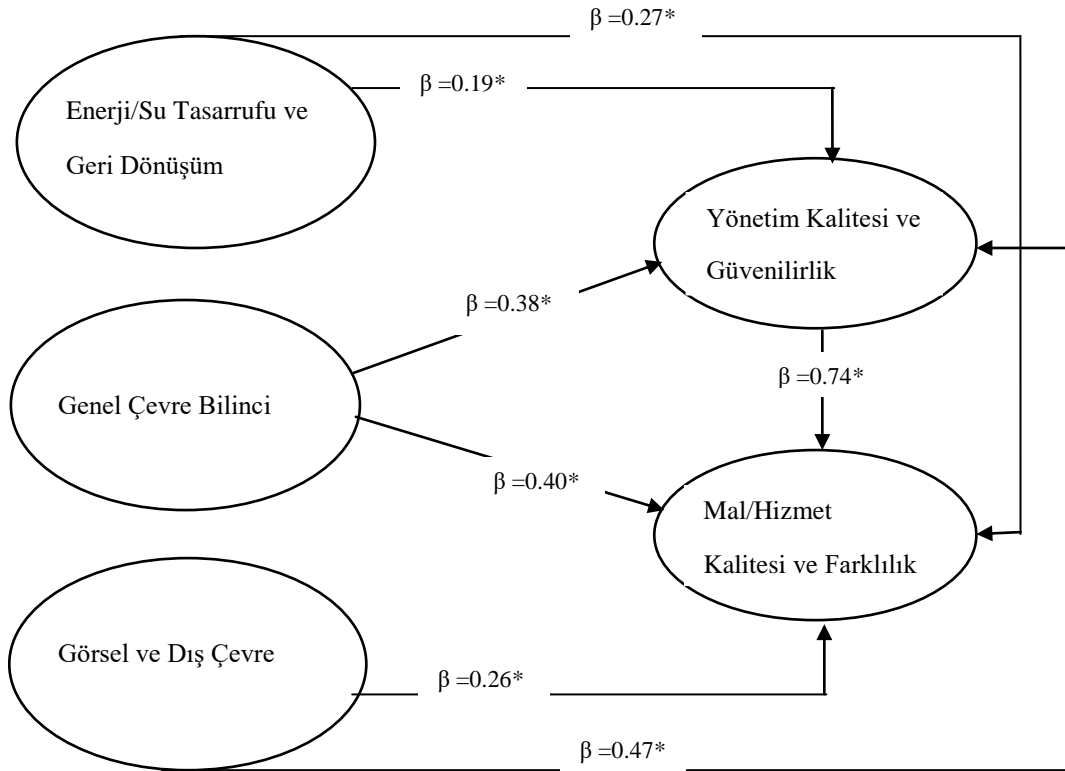 β =0.27*
β =0.19*
Enerji/Su Tasarrufu ve
Geri Dönüşüm
Yönetim Kalitesi ve
Güvenilirlik
β =0.38*
β =0.74*
Genel Çevre Bilinci
β =0.40*
Mal/Hizmet
Kalitesi ve Farklılık
Görsel ve Dış Çevre
β =0.26*
β =0.47*